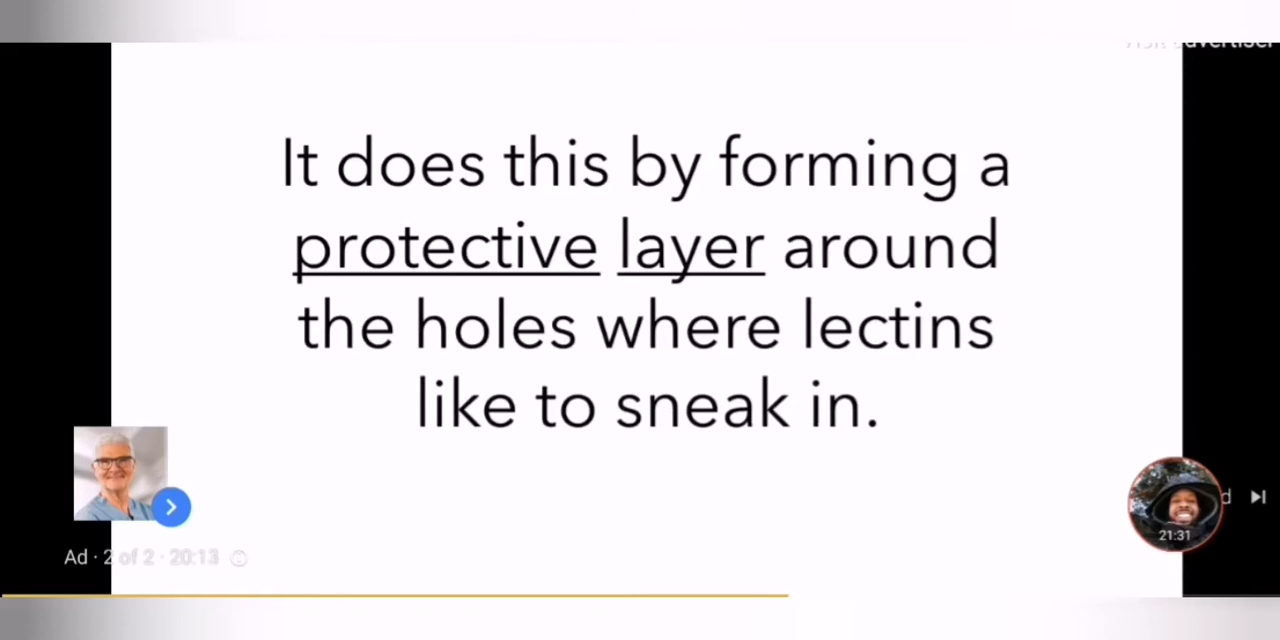 advertiser
It does this by forming a
protective layer around
the holes where lectins
like to sneak in.
21:31
Ad · 2 of 2 · 20:13